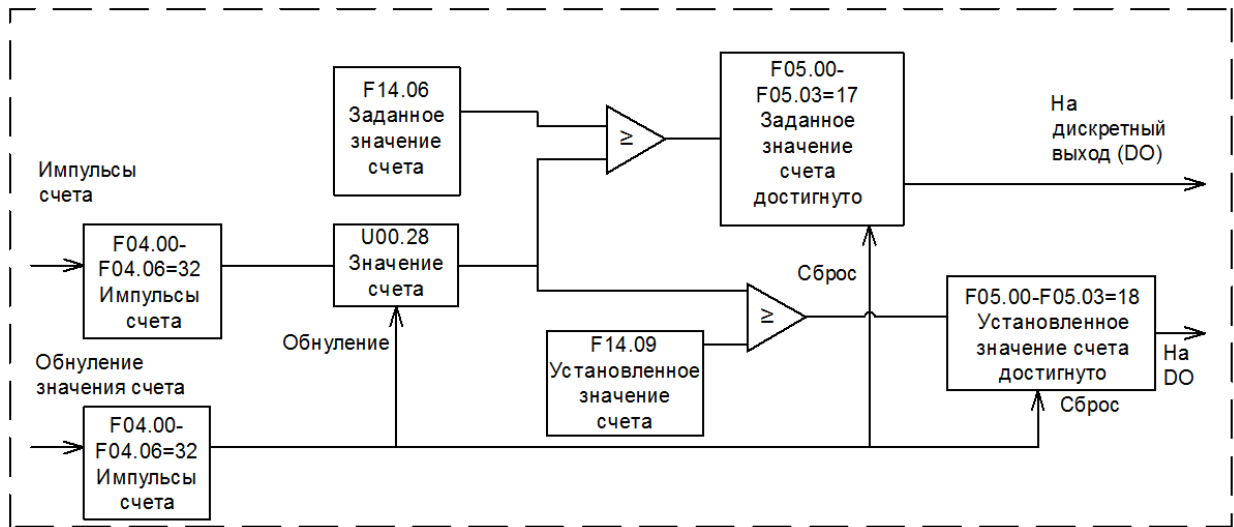 F14.06
Заданное
значение
счета
≥
F05.00-
F05.03=17
Заданное
значение
счета
достигнуто
На
дискретный
выход (DO)
Импульсы
счета
F04.00-
F04.06=32
Импульсы
счета
U00.28
Значение
счета
Обнуление
Сброс
≥
F14.09
Установленное
значение
счета
F05.00-F05.03=18
Установленное
значение счета
достигнуто
На
DO
Сброс
Обнуление
значения счета
F04.00-
F04.06=32
Импульсы
счета